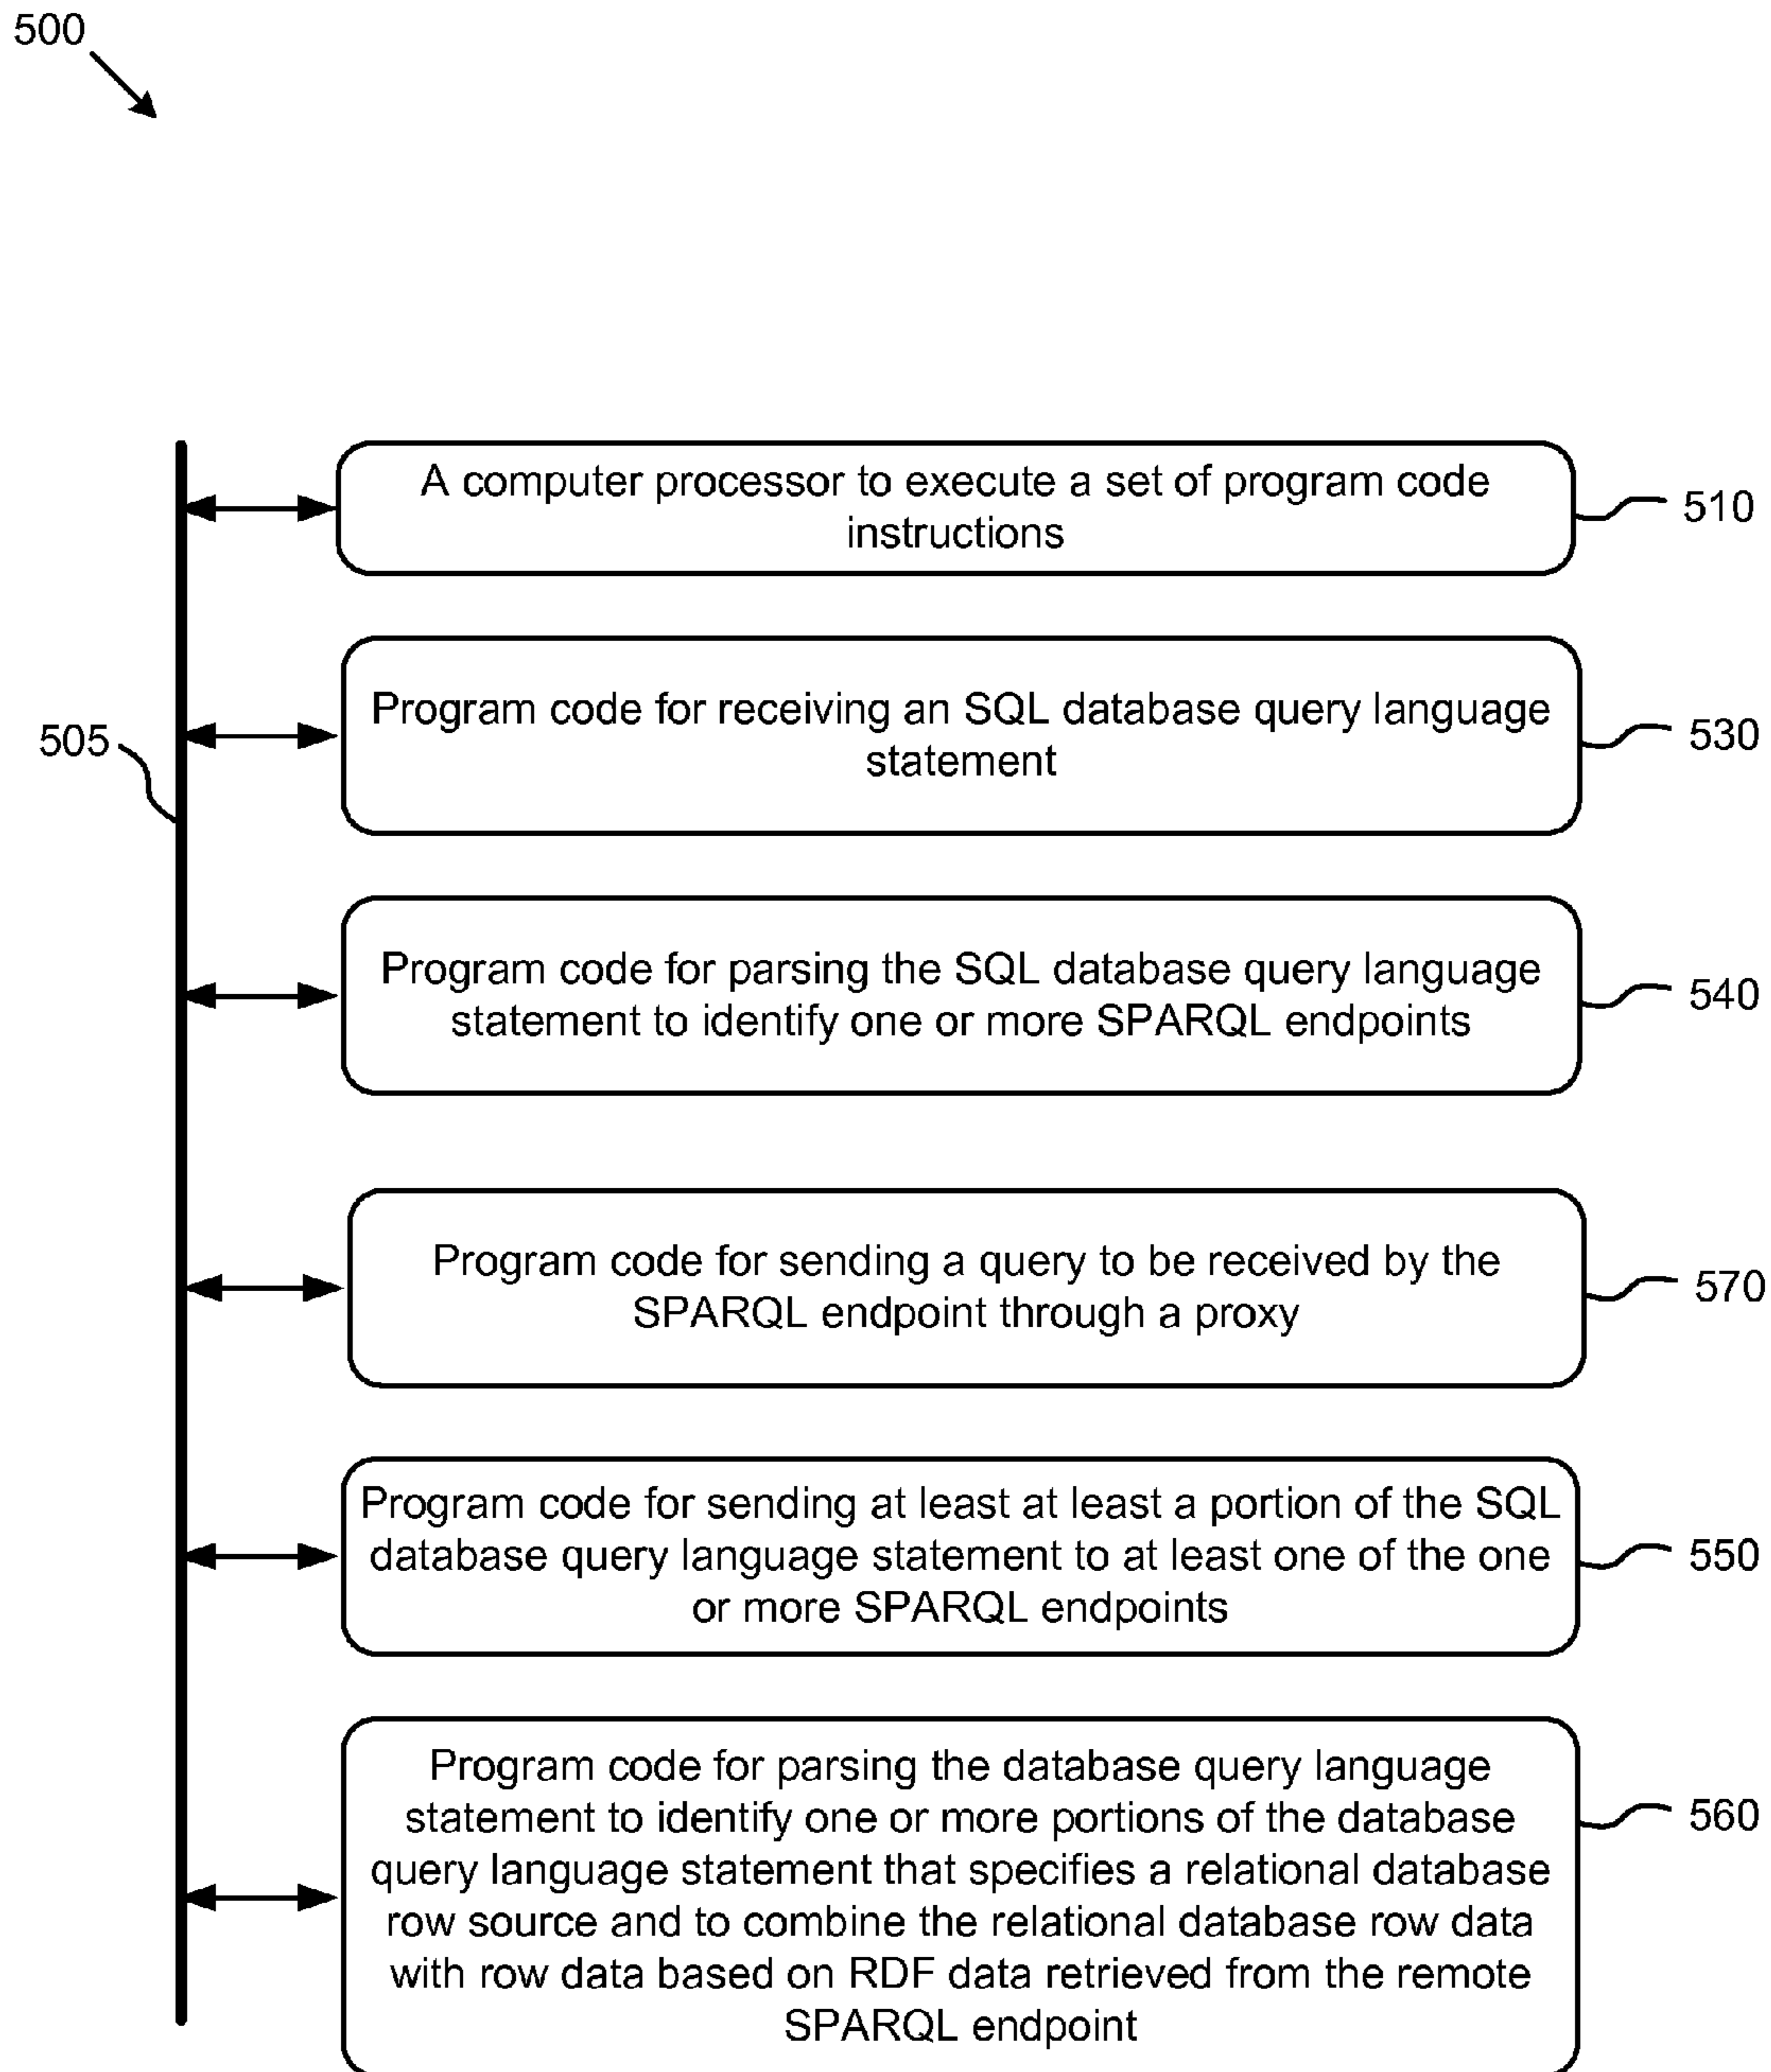 500
A computer processor to execute a set of program code
instructions
510
Program code for receiving an SQL database query language
statement
530
505
Program code for parsing the SQL database query language
statement to identify one or more SPARQL endpoints
540
Program code for sending a query to be received by the
SPARQL endpoint through a proxy
570
Program code for sending at least at least a portion of the SQL
database query language statement to at least one of the one
or more SPARQL endpoints
550
Program code for parsing the database query language
statement to identify one or more portions of the database
query language statement that specifies a relational database
row source and to combine the relational database row data
with row data based on RDF data retrieved from the remote
SPARQL endpoint
560